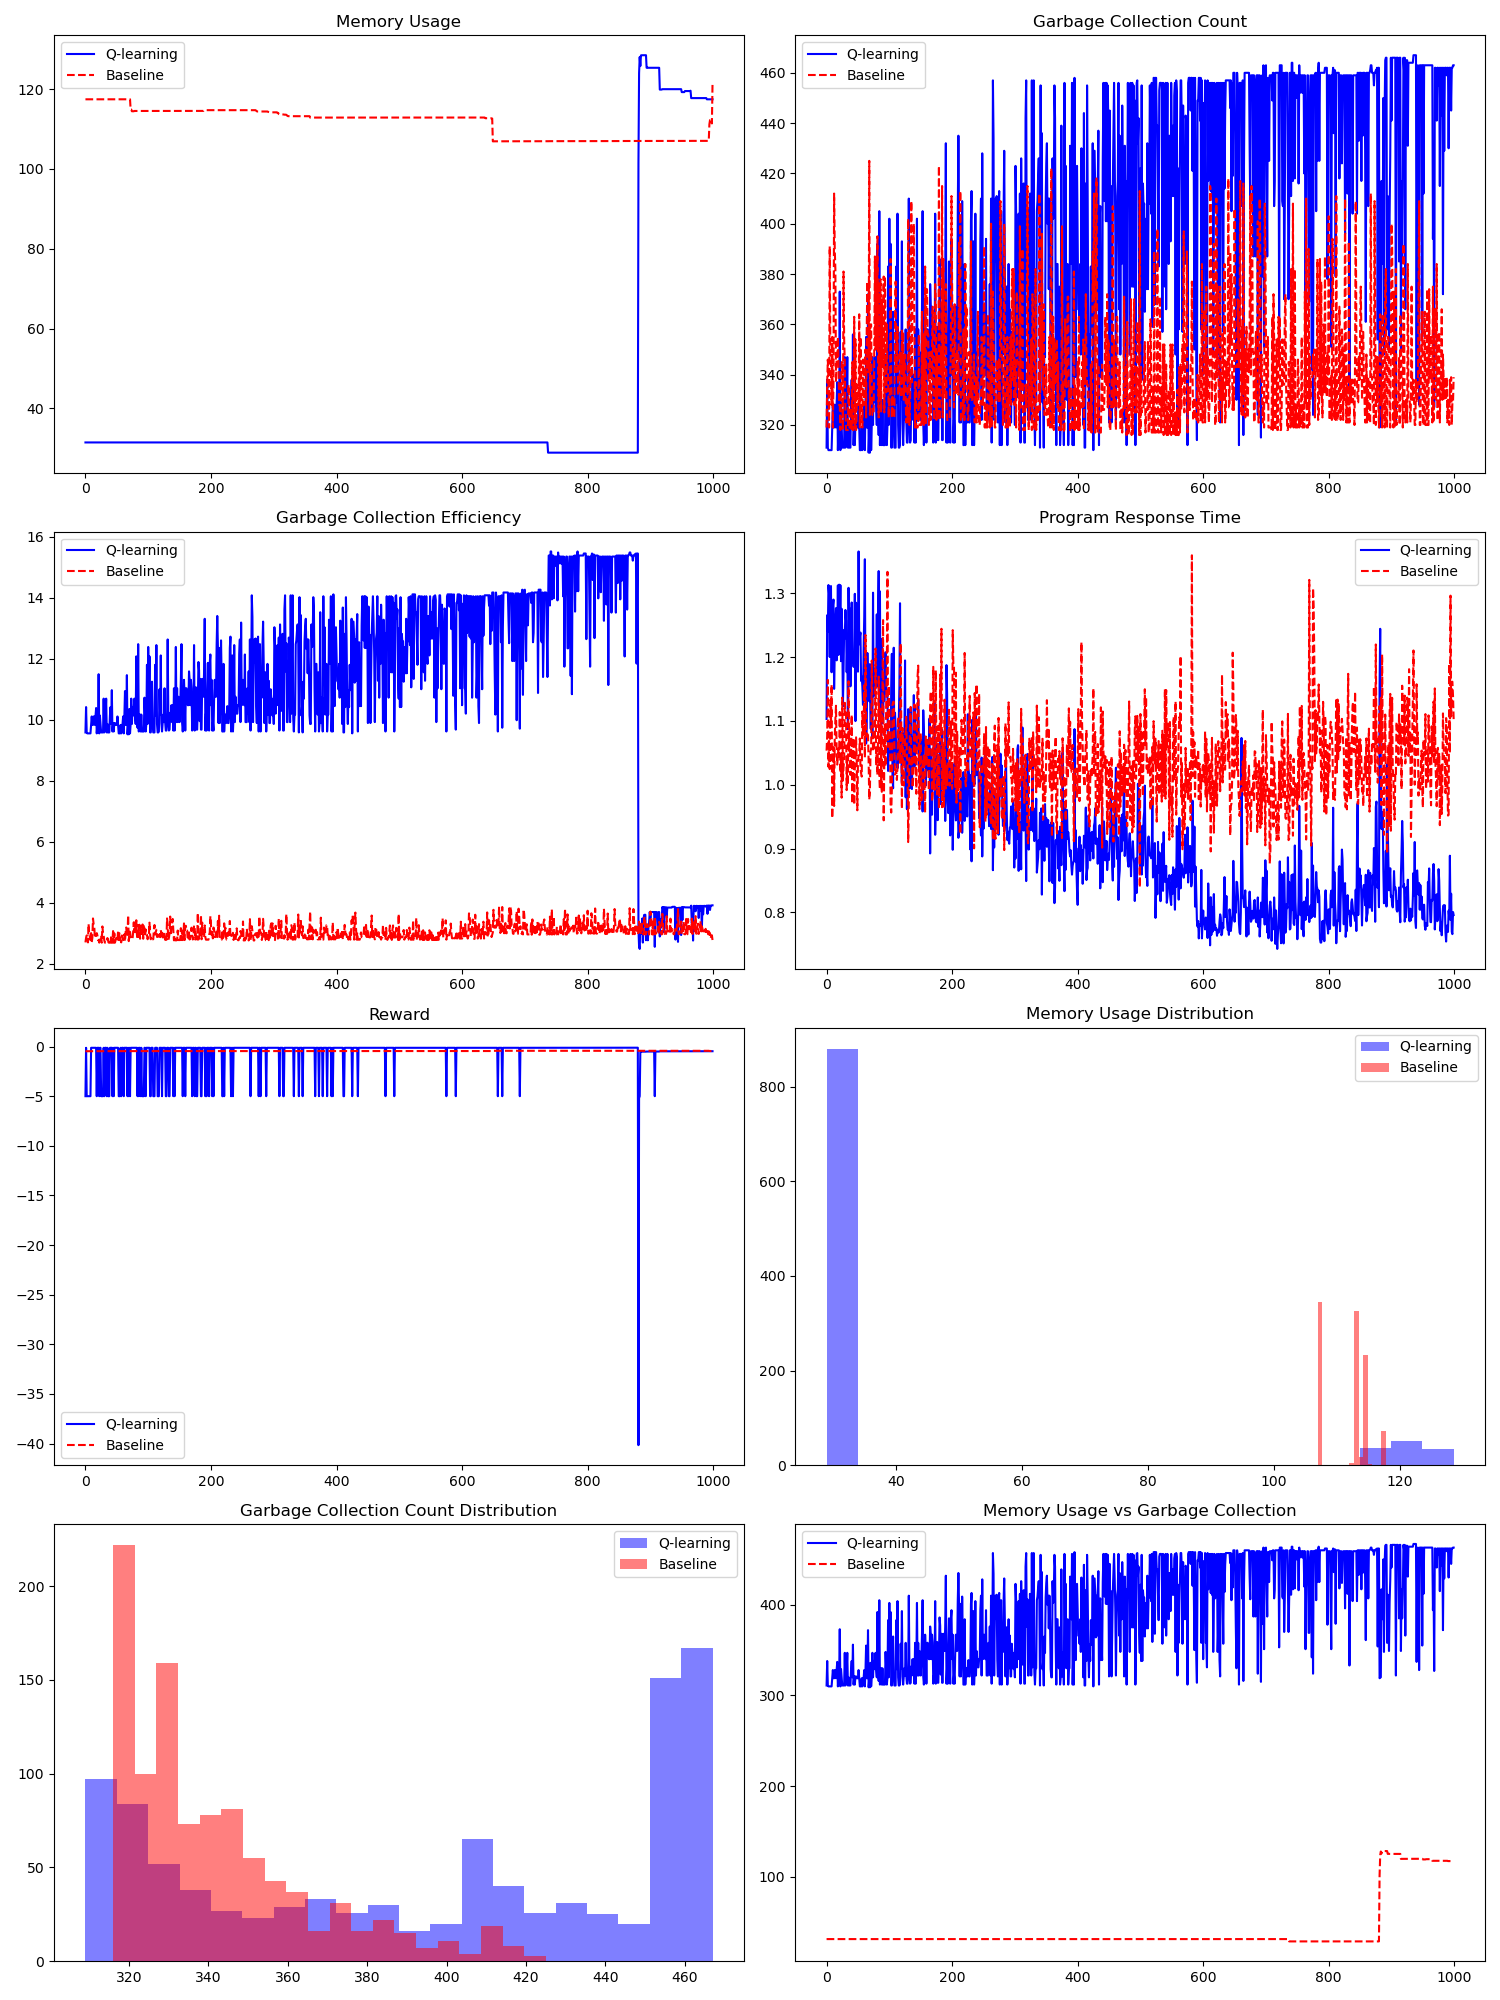 Memory Usage
Q-learning
Baseline
120
100
80
60
40
0 200 400 600 800 1000
Garbage Collection Count
Q-learning
Baseline
460
440
420
400
380
360
340
320
0 200 400 600 800 1000
Garbage Collection Efficiency
Q-learning
Baseline
16
14
12
10
8
6
4
2
0 200 400 600 800 1000
Program Response Time
Q-learning
Baseline
1.3
1.2
1.1
1.0
0.9
0.8
0 200 400 600 800 1000
Reward
0
−5
−10
−15
−20
−25
−30
−35
−40
Q-learning
Baseline
0 200 400 600 800 1000
Memory Usage Distribution
Q-learning
Baseline
800
600
400
200
0
40 60 80 100 120
Garbage Collection Count Distribution
Q-learning
Baseline
200
150
100
50
0
320 340 360 380 400 420 440 460
Memory Usage vs Garbage Collection
Q-learning
Baseline
400
300
200
100
0 200 400 600 800 1000